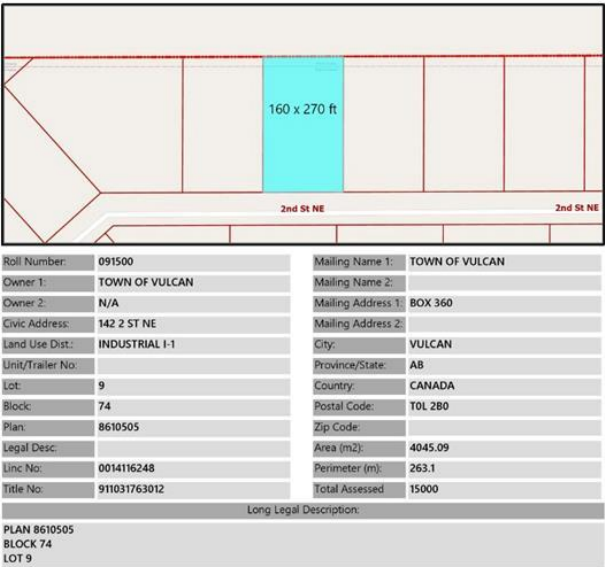 160 x 270 ft
2nd St NE
2nd St NE
Roll Number: 091500 Mailing Name 1: TOWN OF VULCAN
Owner 1: TOWN OF VULCAN Mailing Name 2:
Owner 2: N/A Mailing Address 1: BOX 360
Civic Address: 142 2 ST NE Mailing Address 2:
Land Use Dist.: INDUSTRIAL I-1 City: VULCAN
Unit/Trailer No: Province/State: AB
Lot: 9 Country: CANADA
Block: 74 Postal Code: T0L 2B0
Plan: 8610505 Zip Code:
Legal Desc: Area (m2): 4045.09
Linc No: 0014116248 Perimeter (m): 263.1
Title No: 911031763012 Total Assessed 15000
Long Legal Description:
PLAN 8610505
BLOCK 74
LOT 9